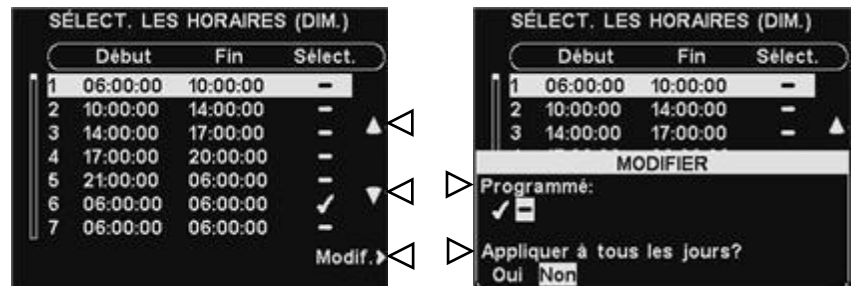 SÉLECT. LES HORAIRES (DIM.)
Début Fin Sélect.
1 06:00:00 10:00:00 –
2 10:00:00 14:00:00 –
3 14:00:00 17:00:00 –
4 17:00:00 20:00:00 –
5 21:00:00 06:00:00 –
6 06:00:00 06:00:00 ✓
7 06:00:00 06:00:00 –
Modif.
SÉLECT. LES HORAIRES (DIM.)
Début Fin Sélect.
1 06:00:00 10:00:00 –
2 10:00:00 14:00:00 –
3 14:00:00 17:00:00 –
MODIFIER
Programmé:
✓ –
Appliquer à tous les jours?
Oui Non